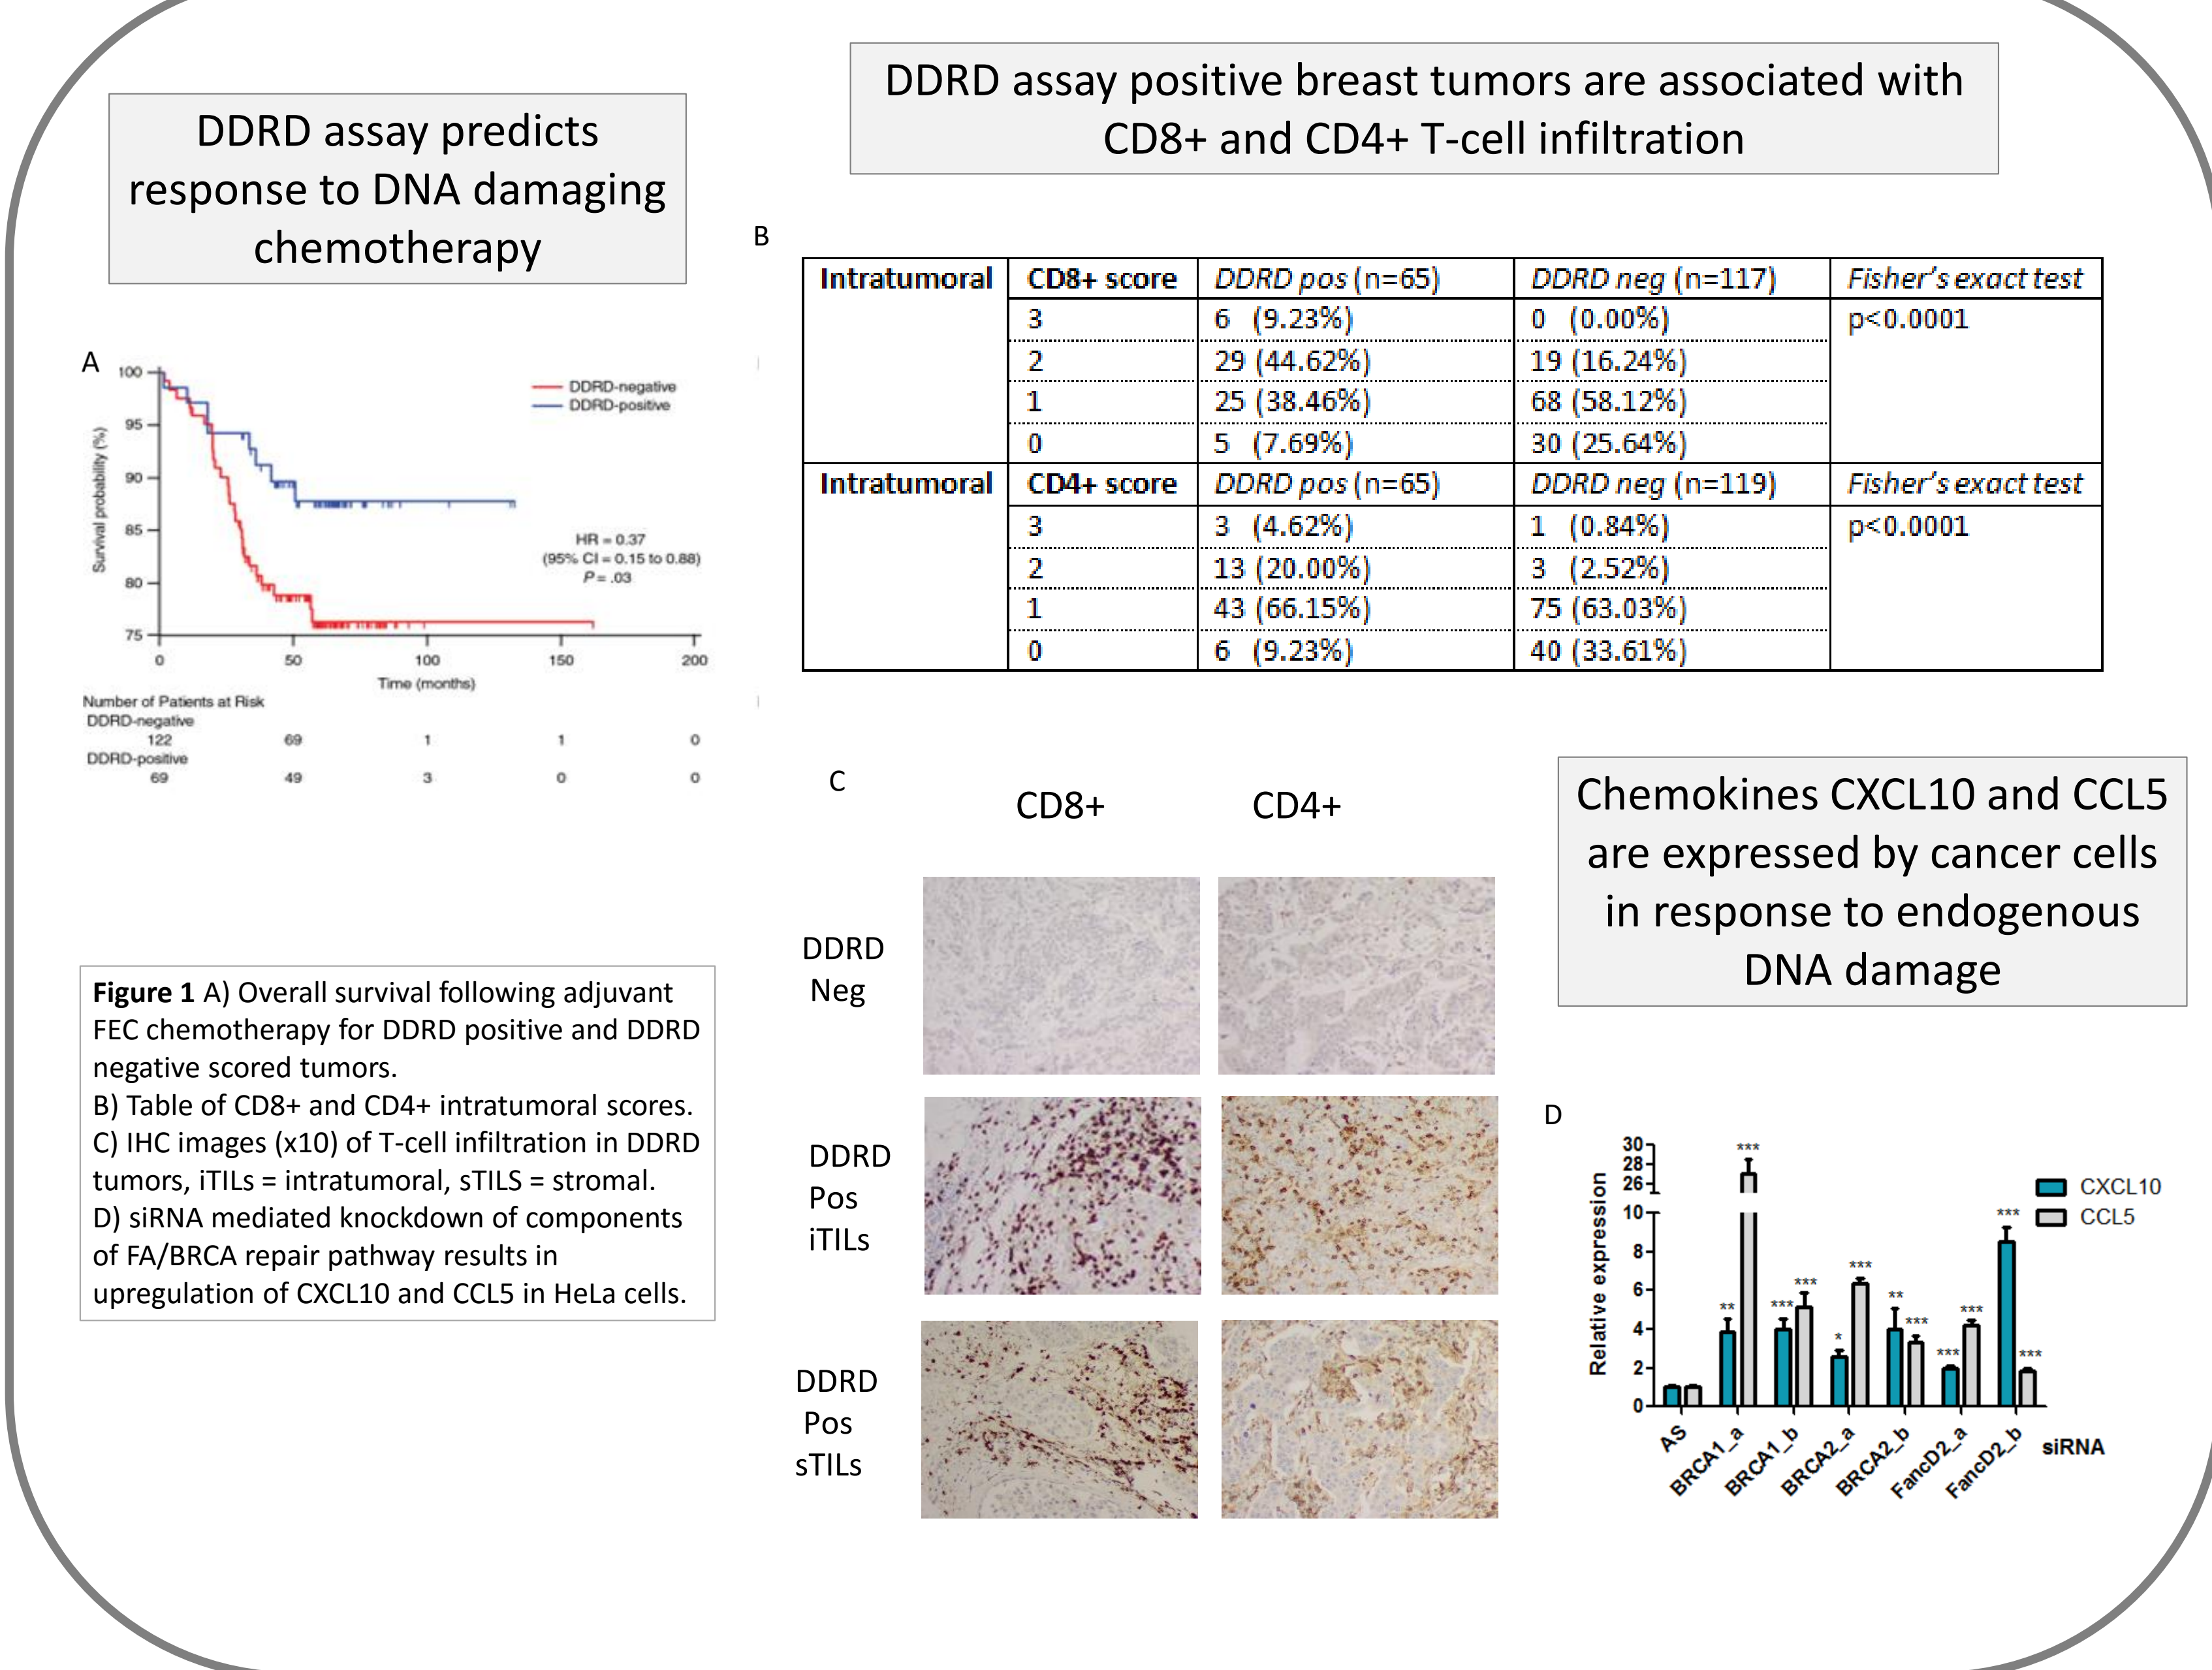 DDRD assay predicts
response to DNA damaging
chemotherapy
DDRD assay positive breast tumors are associated with
CD8+ and CD4+ T-cell infiltration
A
100
95
90
85
80
75
Survival probability (%)
DDRD-negative
DDRD-positive
HR = 0.37
(95% CI = 0.15 to 0.88)
P = .03
0 50 100 150 200
Time (months)
Number of Patients at Risk
DDRD-negative
122 69 1 1 0
DDRD-positive
69 49 3 0 0
B
Intratumoral CD8+ score DDRD pos (n=65) DDRD neg (n=117) Fisher's exact test
3 6 (9.23%) 0 (0.00%) p<0.0001
2 29 (44.62%) 19 (16.24%)
1 25 (38.46%) 68 (58.12%)
0 5 (7.69%) 30 (25.64%)
Intratumoral CD4+ score DDRD pos (n=65) DDRD neg (n=119) Fisher's exact test
3 3 (4.62%) 1 (0.84%) p<0.0001
2 13 (20.00%) 3 (2.52%)
1 43 (66.15%) 75 (63.03%)
0 6 (9.23%) 40 (33.61%)
Figure 1 A) Overall survival following adjuvant
FEC chemotherapy for DDRD positive and DDRD
negative scored tumors.
B) Table of CD8+ and CD4+ intratumoral scores.
C) IHC images (x10) of T-cell infiltration in DDRD
tumors, iTILs = intratumoral, sTILS = stromal.
D) siRNA mediated knockdown of components
of FA/BRCA repair pathway results in
upregulation of CXCL10 and CCL5 in HeLa cells.
C
CD8+ CD4+
DDRD
Neg
DDRD
Pos
iTILs
DDRD
Pos
sTILs
Chemokines CXCL10 and CCL5
are expressed by cancer cells
in response to endogenous
DNA damage
D
30
28
26
10
8
6
4
2
0
Relative expression
** *** *** *** * *** ** *** *** *** *** ***
CXCL10
CCL5
AS BRCA1_a BRCA1_b BRCA2_a BRCA2_b FancD2_a FancD2_b
siRNA